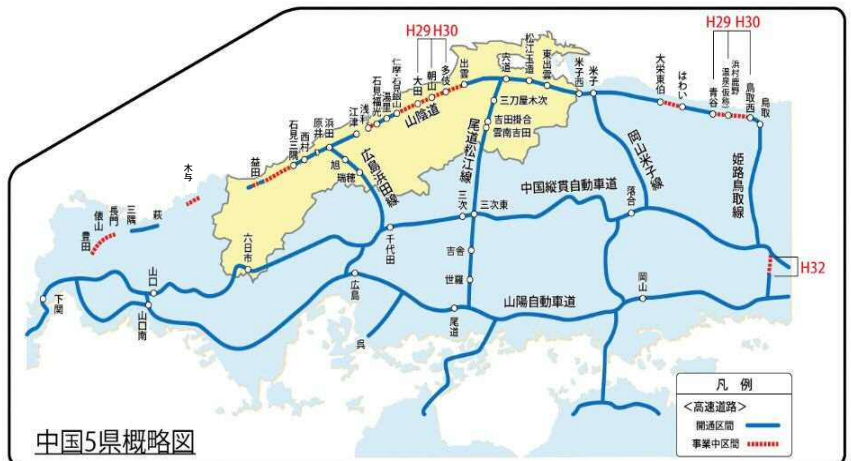 H29 H30
H29 H30
松江玉造
東出雲
宍道
米子西
米子
出雲
多伎
朝山
大田
仁摩・石見銀山
湯里
石見福光
浅利
江津
浜田
原井
西村
石見三隅
益田
大栄東伯
はわい
青谷
浜村鹿野
温泉(仮称)
鳥取西
鳥取
山陰道
三刀屋木次
吉田掛合
雲南吉田
尾道松江線
広島浜田線
旭
瑞穂
岡山米子線
姫路鳥取線
木与
萩
三隅
長門
俵山
豊田
中国縦貫自動車道
三次
三次東
落合
六日市
千代田
吉舎
世羅
H32
山口
山口南
下関
広島
呉
尾道
山陽自動車道
岡山
凡 例
<高速道路>
開通区間
事業中区間
中国5県概略図